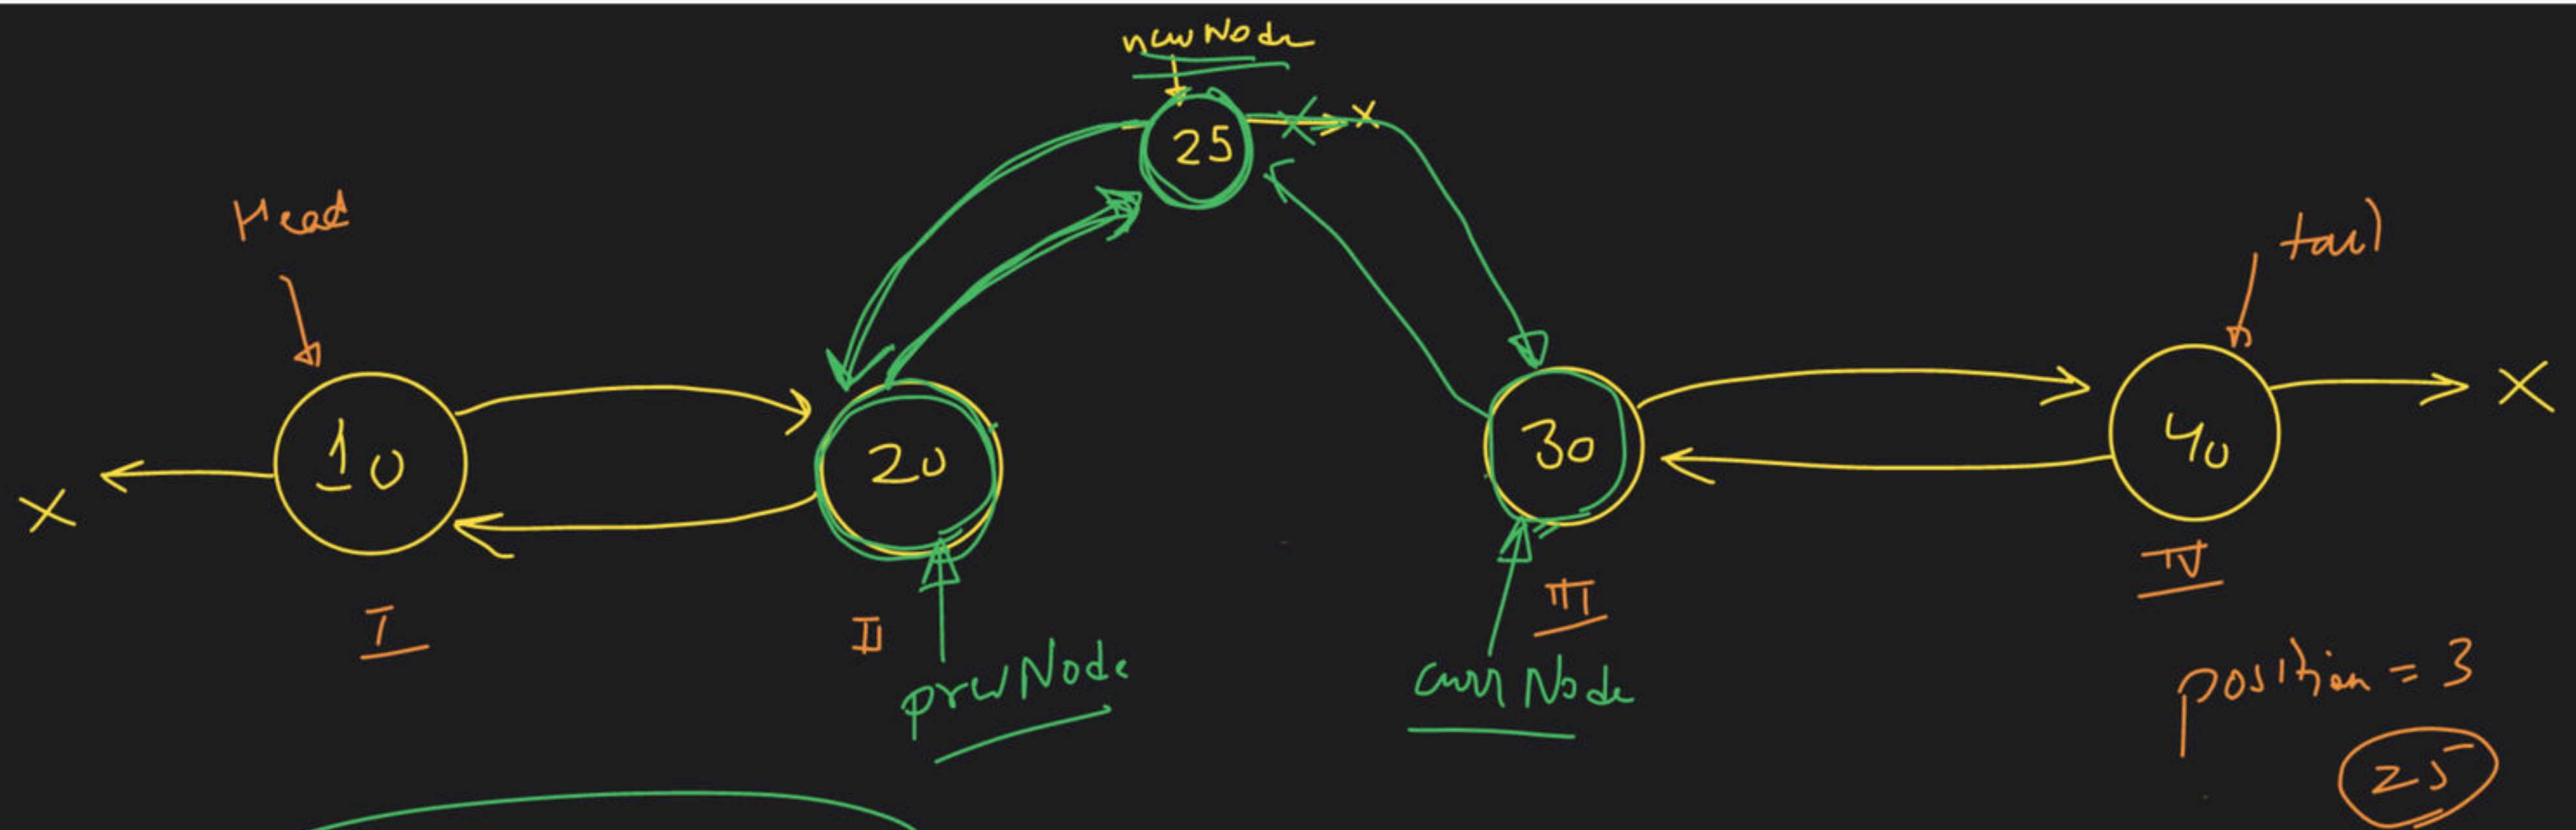 newNode
25
Head
tail
10
20
30
40
X
X
X
I
II
III
IV
prevNode
currNode
position = 3
25